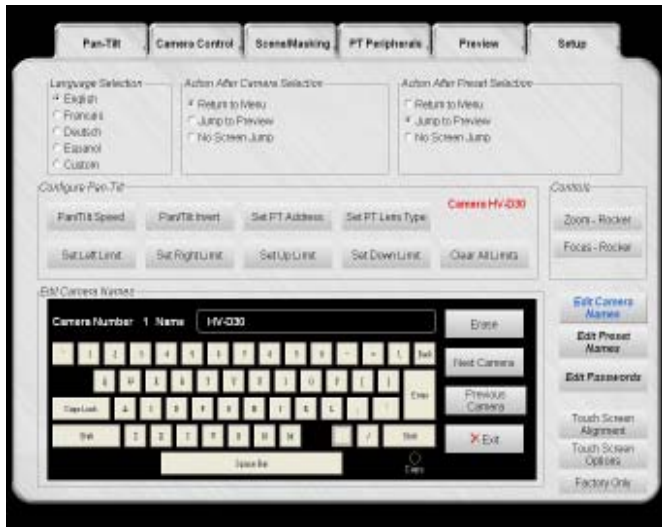 Pan-Tilt
Camera Control
Scene/Masking
PT Peripherals
Preview
Setup
Language Selection
English
Francais
Deutsch
Espanol
Custom
Action After Camera Selection
Return to Menu
Jump to Preview
No Screen Jump
Action After Preset Selection
Return to Menu
Jump to Preview
No Screen Jump
Configure Pan-Tilt
Camera HV-D30
Pan/Tilt Speed
Pan/Tilt Invert
Set PT Address
Set PT Lens Type
Set Left Limit
Set Right Limit
Set Up Limit
Set Down Limit
Clear All Limits
Controls
Zoom - Rocker
Focus - Rocker
Edit Camera Names
Camera Number 1 Name HV-D30
Erase
Next Camera
Previous
Camera
Exit
Back
Enter
Caps Lock
Shift
Shift
Space Bar
Caps
Edit Camera
Names
Edit Preset
Names
Edit Passwords
Touch Screen
Alignment
Touch Screen
Options
Factory Only